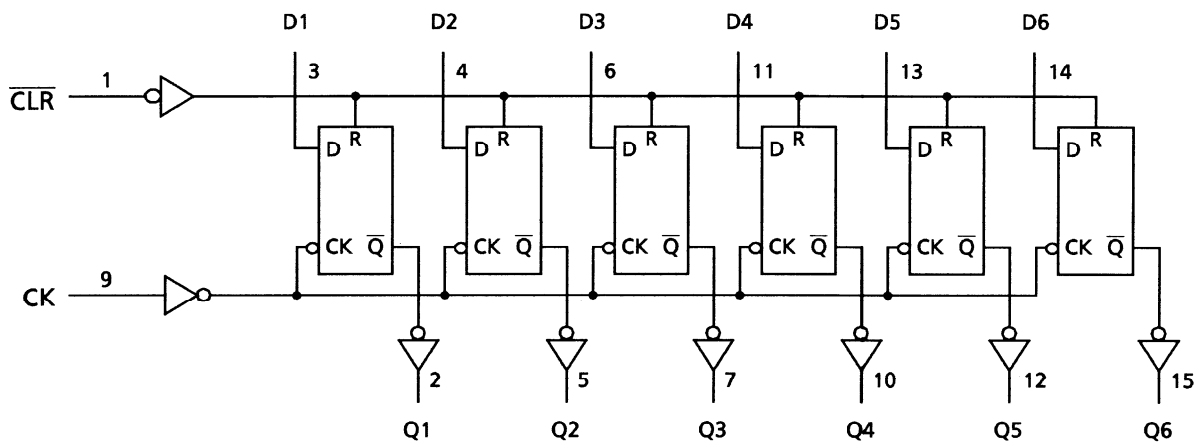 D1 D2 D3 D4 D5 D6
3 4 6 11 13 14
1
C̅L̅R̅
R R R R R R
D D D D D D
CK Q̅ CK Q̅ CK Q̅ CK Q̅ CK Q̅ CK Q̅
9
CK
2 5 7 10 12 15
Q1 Q2 Q3 Q4 Q5 Q6